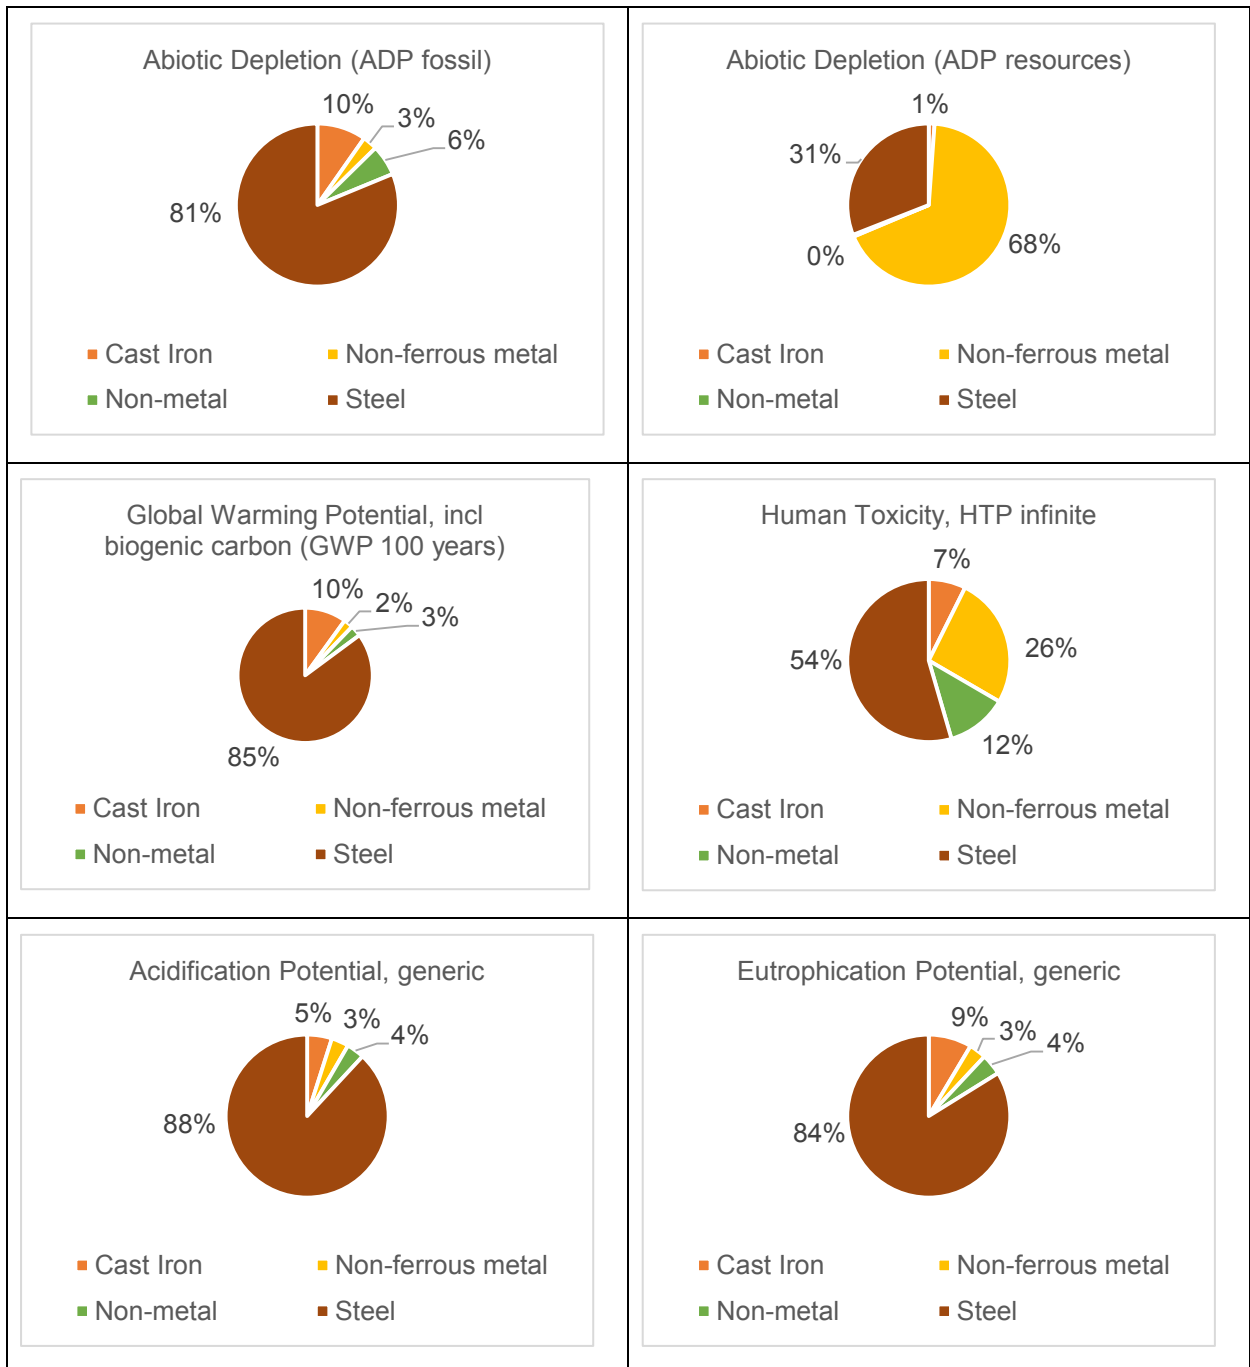 Abiotic Depletion (ADP fossil)
10%
3%
6%
81%
Cast Iron
Non-ferrous metal
Non-metal
Steel
Abiotic Depletion (ADP resources)
1%
31%
0%
68%
Cast Iron
Non-ferrous metal
Non-metal
Steel
Global Warming Potential, incl
biogenic carbon (GWP 100 years)
10%
2%
3%
85%
Cast Iron
Non-ferrous metal
Non-metal
Steel
Human Toxicity, HTP infinite
7%
54%
26%
12%
Cast Iron
Non-ferrous metal
Non-metal
Steel
Acidification Potential, generic
5%
3%
4%
88%
Cast Iron
Non-ferrous metal
Non-metal
Steel
Eutrophication Potential, generic
9%
3%
4%
84%
Cast Iron
Non-ferrous metal
Non-metal
Steel